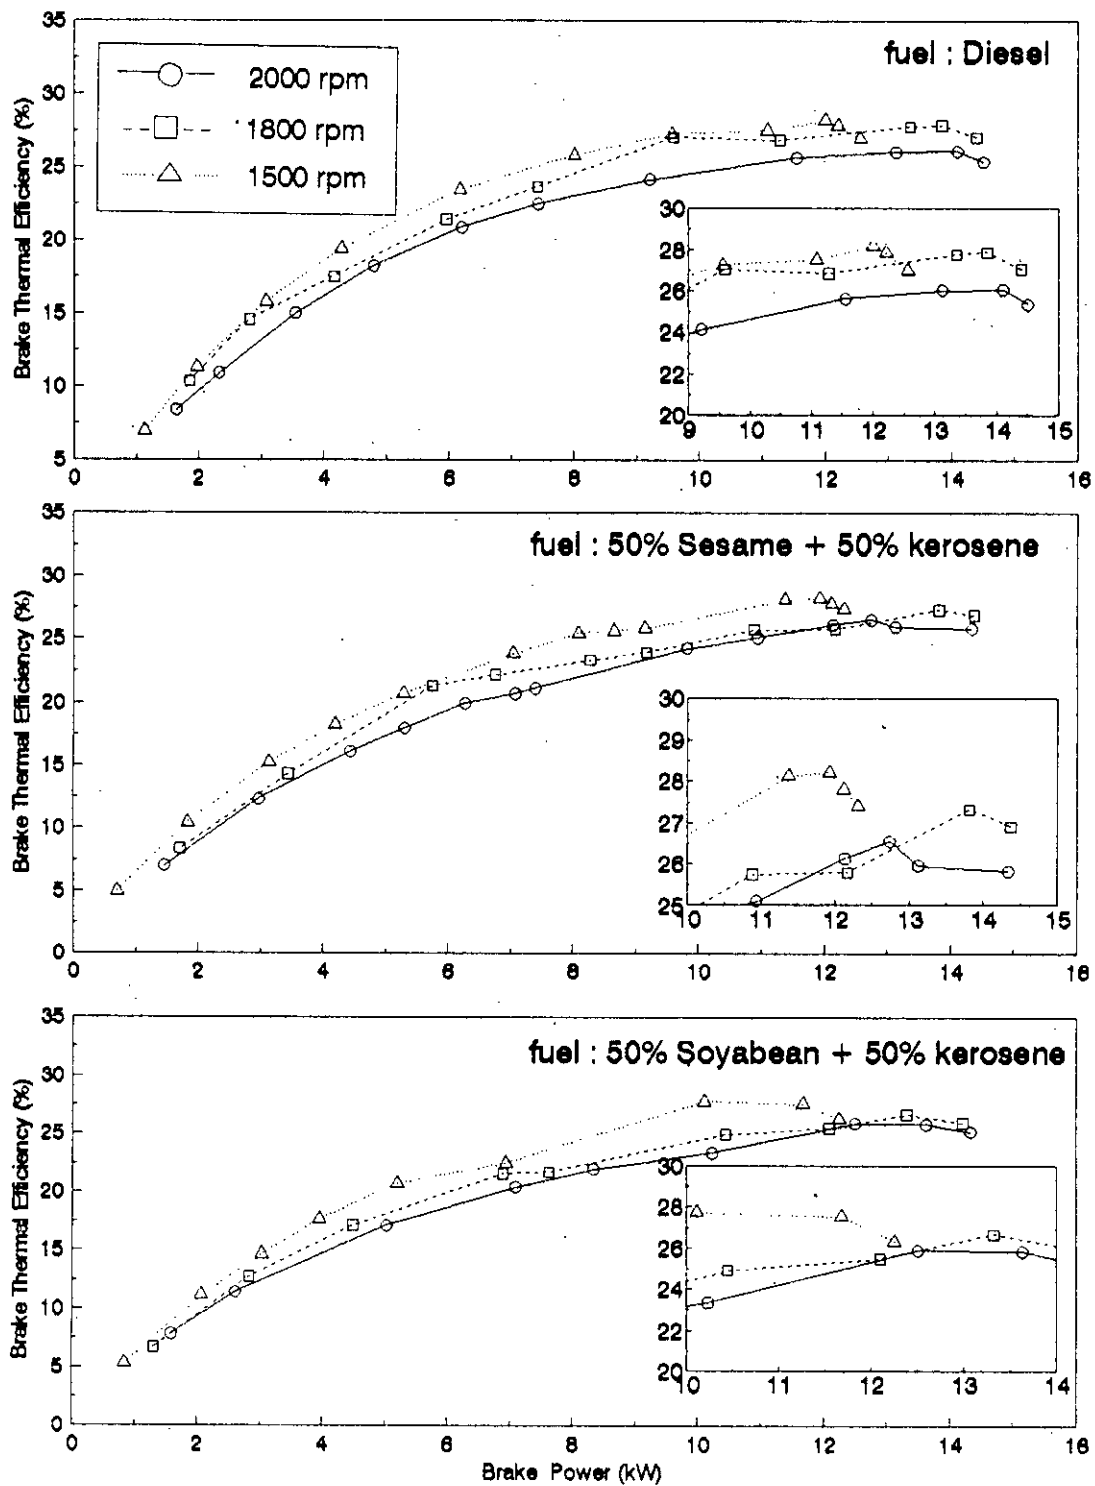 fuel : Diesel
2000 rpm
1800 rpm
1500 rpm
Brake Thermal Efficiency (%)
35
30
25
20
15
10
5
0 2 4 6 8 10 12 14 16
30
28
26
24
22
20
9 10 11 12 13 14 15
fuel : 50% Sesame + 50% kerosene
Brake Thermal Efficiency (%)
35
30
25
20
15
10
5
0
0 2 4 6 8 10 12 14 16
30
29
28
27
26
25
10 11 12 13 14 15
fuel : 50% Soyabean + 50% kerosene
Brake Thermal Efficiency (%)
35
30
25
20
15
10
5
0
0 2 4 6 8 10 12 14 16
30
28
26
24
22
20
10 11 12 13 14
Brake Power (kW)